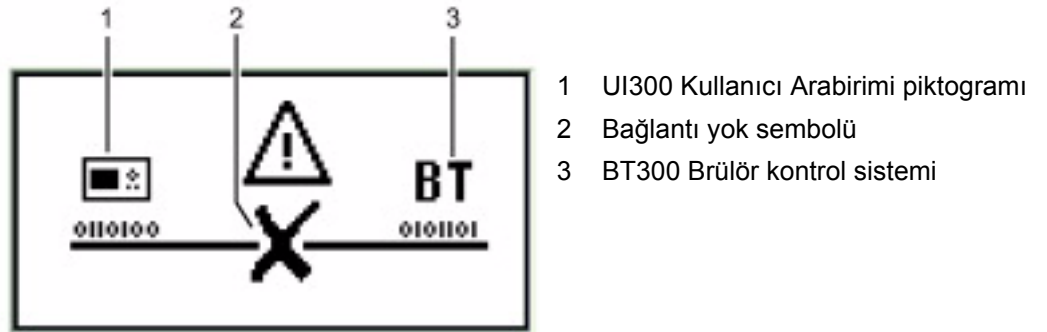 1 2 3
1 UI300 Kullanıcı Arabirimi piktogramı
2 Bağlantı yok sembolü
3 BT300 Brülör kontrol sistemi
!
BT
0110100 0101101